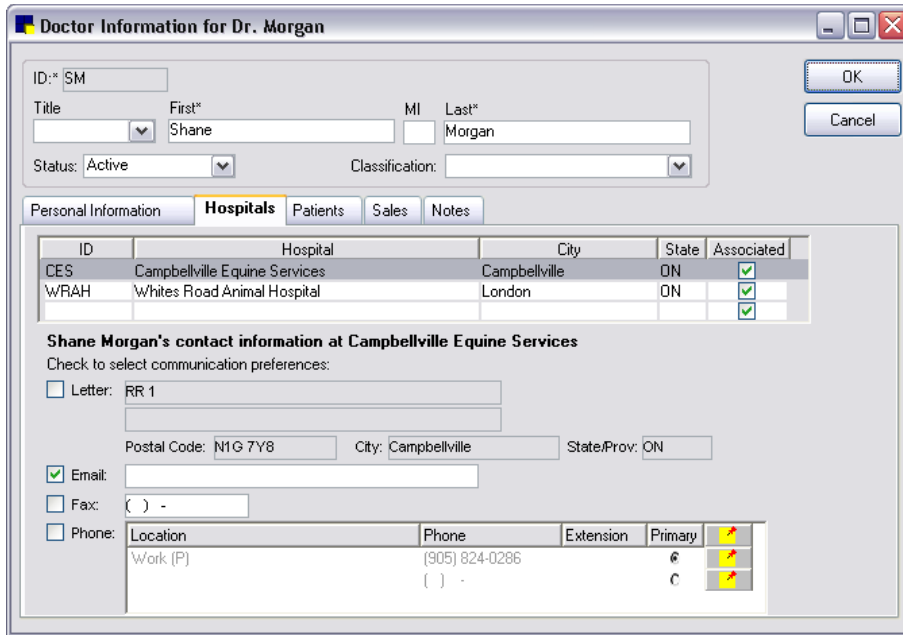 Doctor Information for Dr. Morgan
ID:* SM
OK
Title First* MI Last*
Shane Morgan
Cancel
Status: Active Classification:
Personal Information Hospitals Patients Sales Notes
ID Hospital City State Associated
CES Campbellville Equine Services Campbellville ON
WRAH Whites Road Animal Hospital London ON
Shane Morgan's contact information at Campbellville Equine Services
Check to select communication preferences:
Letter: RR 1
Postal Code: N1G 7Y8 City: Campbellville State/Prov: ON
Email:
Fax: ( ) -
Phone: Location Phone Extension Primary
Work (P) (905) 824-0286
( ) -